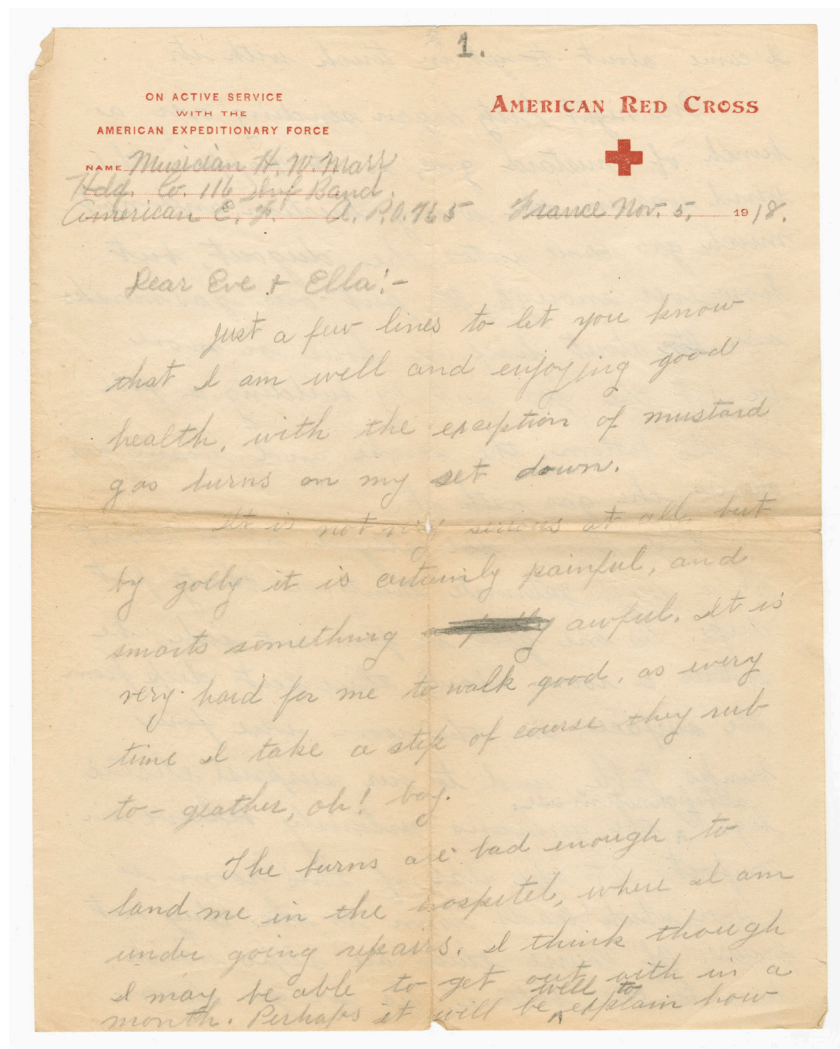 1.
ON ACTIVE SERVICE
WITH THE
AMERICAN EXPEDITIONARY FORCE
AMERICAN RED CROSS
NAME Musician H. W. Marr
Hdq. Co. 116 Inf Band.
American E. F. A. P.O. 765 France Nov. 5, 1918.
Dear Eve & Ella!-
Just a few lines to let you know
that I am well and enjoying good
health, with the exception of mustard
gas burns on my set down.
It is not very serious at all, but
by golly it is certainly painful, and
smarts something awful. It is
very hard for me to walk good, as every
time I take a step of course they rub
to-geather, oh! boy.
The burns are bad enough to
land me in the hospitel, where I am
under going repairs. I think though
I may be able to get out with in a
month. Perhaps it will be well to explain how